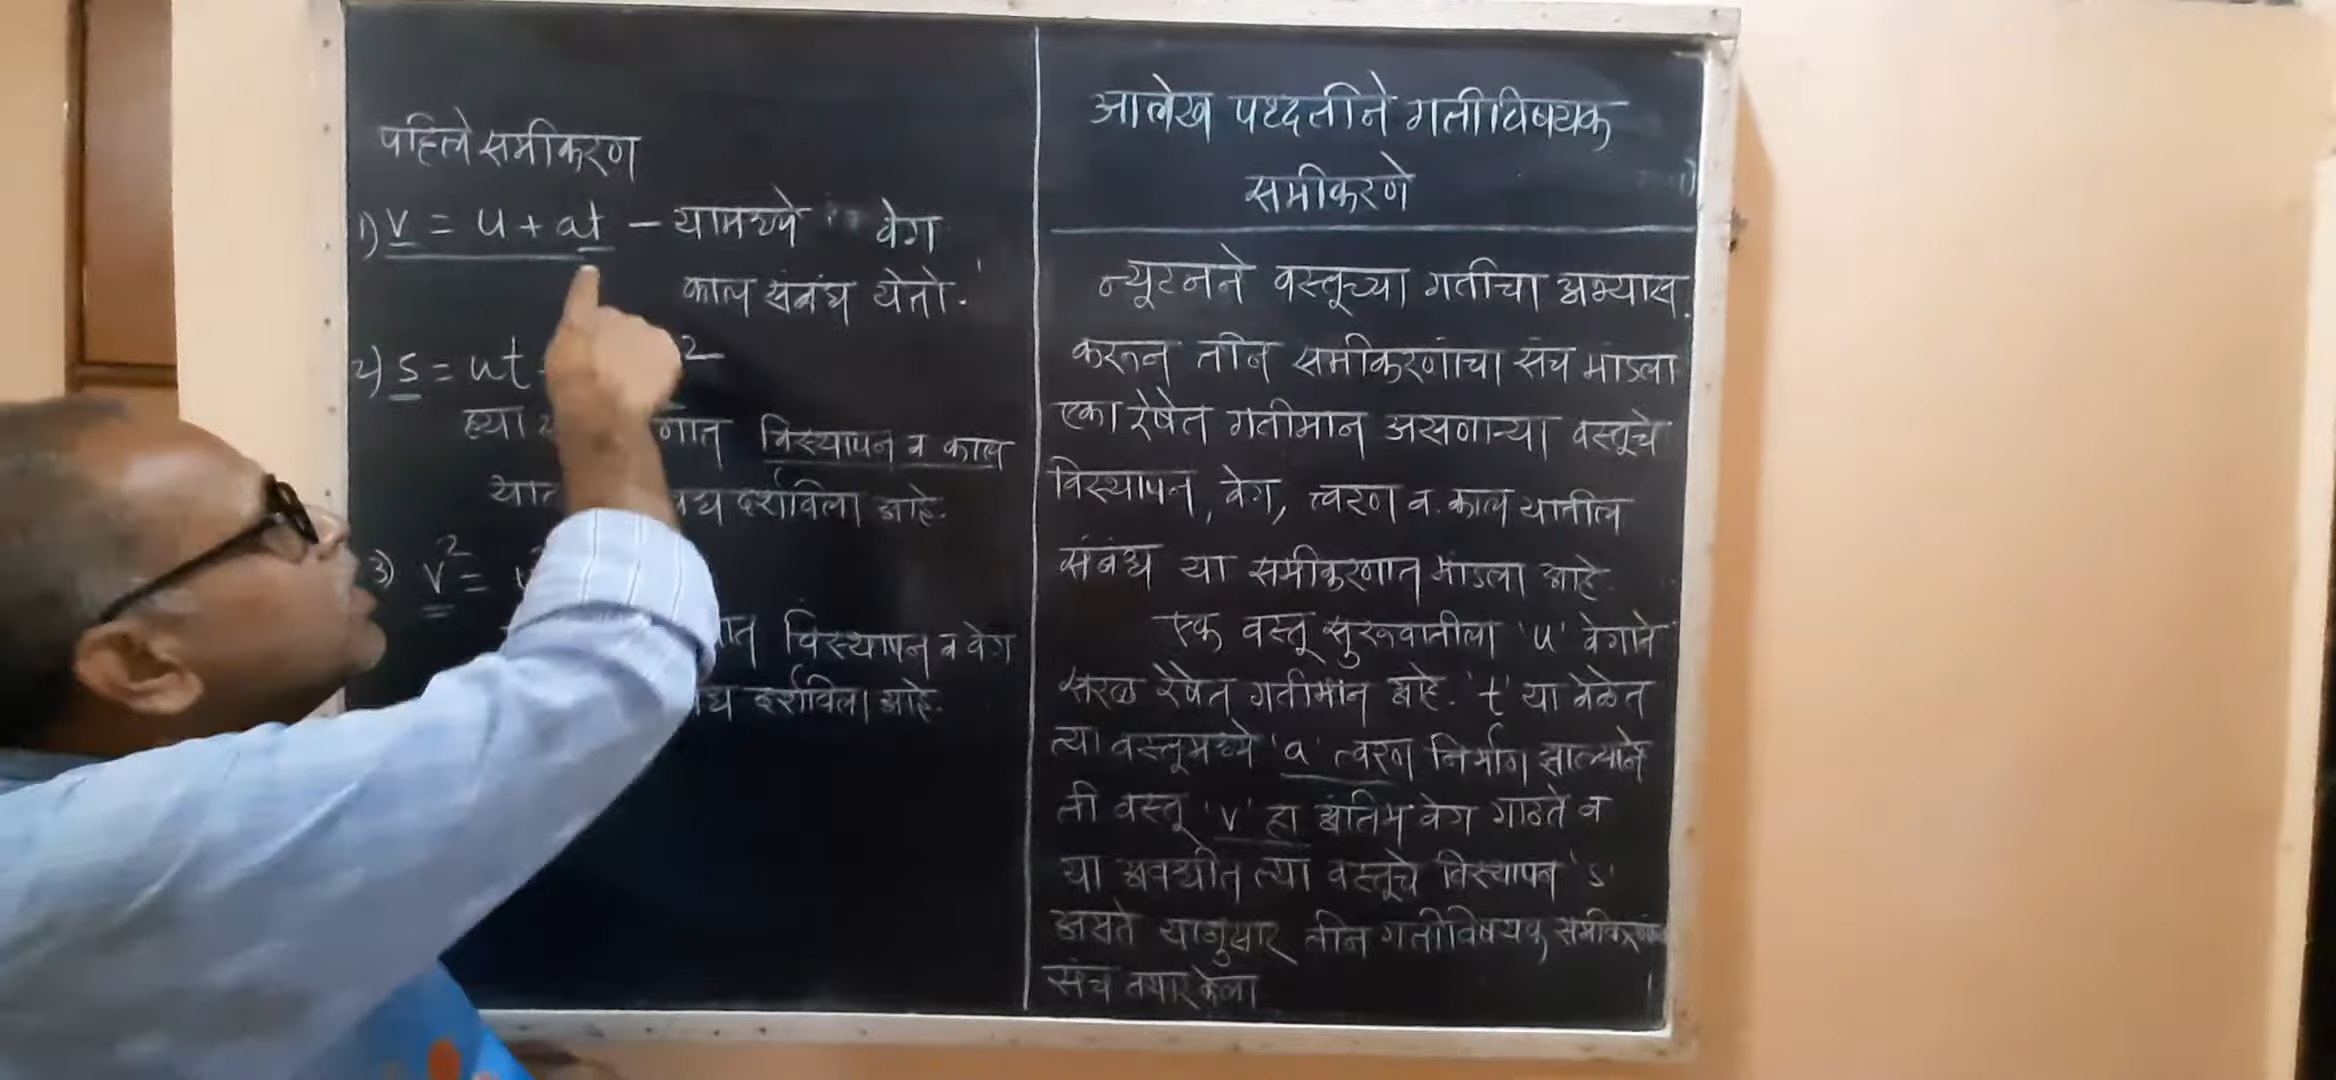 पहिले समीकरण
1) v = u + at – यामध्ये वेग
काल संबंध येतो.
2) s = ut
ह्या णात विस्थापन व काल
यात बंध दर्शविला आहे.
3) v² =
ात विस्थापन व वेग
बंध दर्शविला आहे.
आलेख पध्दतीने गतीविषयक
समीकरणे
न्यूटनने वस्तूच्या गतीचा अभ्यास
करून तीन समीकरणांचा संच मांडला
एका रेषेत गतीमान असणाऱ्या वस्तूचे
विस्थापन, वेग, त्वरण व काल यातील
संबंध या समीकरणात मांडला आहे.
एक वस्तू सुरूवातीला 'u' वेगाने
सरळ रेषेत गतीमान आहे. 't' या वेळेत
त्या वस्तूमध्ये 'a' त्वरण निर्माण झाल्याने
ती वस्तू 'v' हा अंतिम वेग गाठते व
या अवधीत त्या वस्तूचे विस्थापन 's'
असते यानुसार तीन गतीविषयक समीकरणे
संच तयार केला